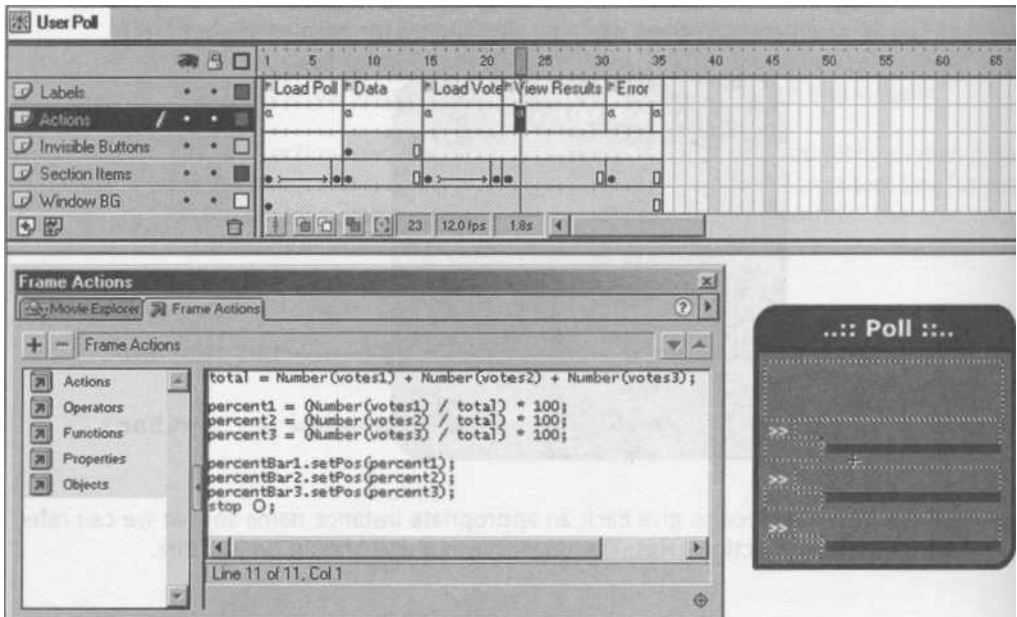 User Poll
1 5 10 15 20 25 30 35 40 45 50 55 60 65
Labels
Load Poll Data Load Vote View Results Error
Actions
a a a a a a
Invisible Buttons
Section Items
Window BG
23 12.0 fps 1.8s
Frame Actions
Movie Explorer Frame Actions
?
+ - Frame Actions
Actions
Operators
Functions
Properties
Objects
total = Number(votes1) + Number(votes2) + Number(votes3);
percent1 = (Number(votes1) / total) * 100;
percent2 = (Number(votes2) / total) * 100;
percent3 = (Number(votes3) / total) * 100;
percentBar1.setPos(percent1);
percentBar2.setPos(percent2);
percentBar3.setPos(percent3);
stop ();
Line 11 of 11, Col 1
..:: Poll ::..
>>
>>
>>